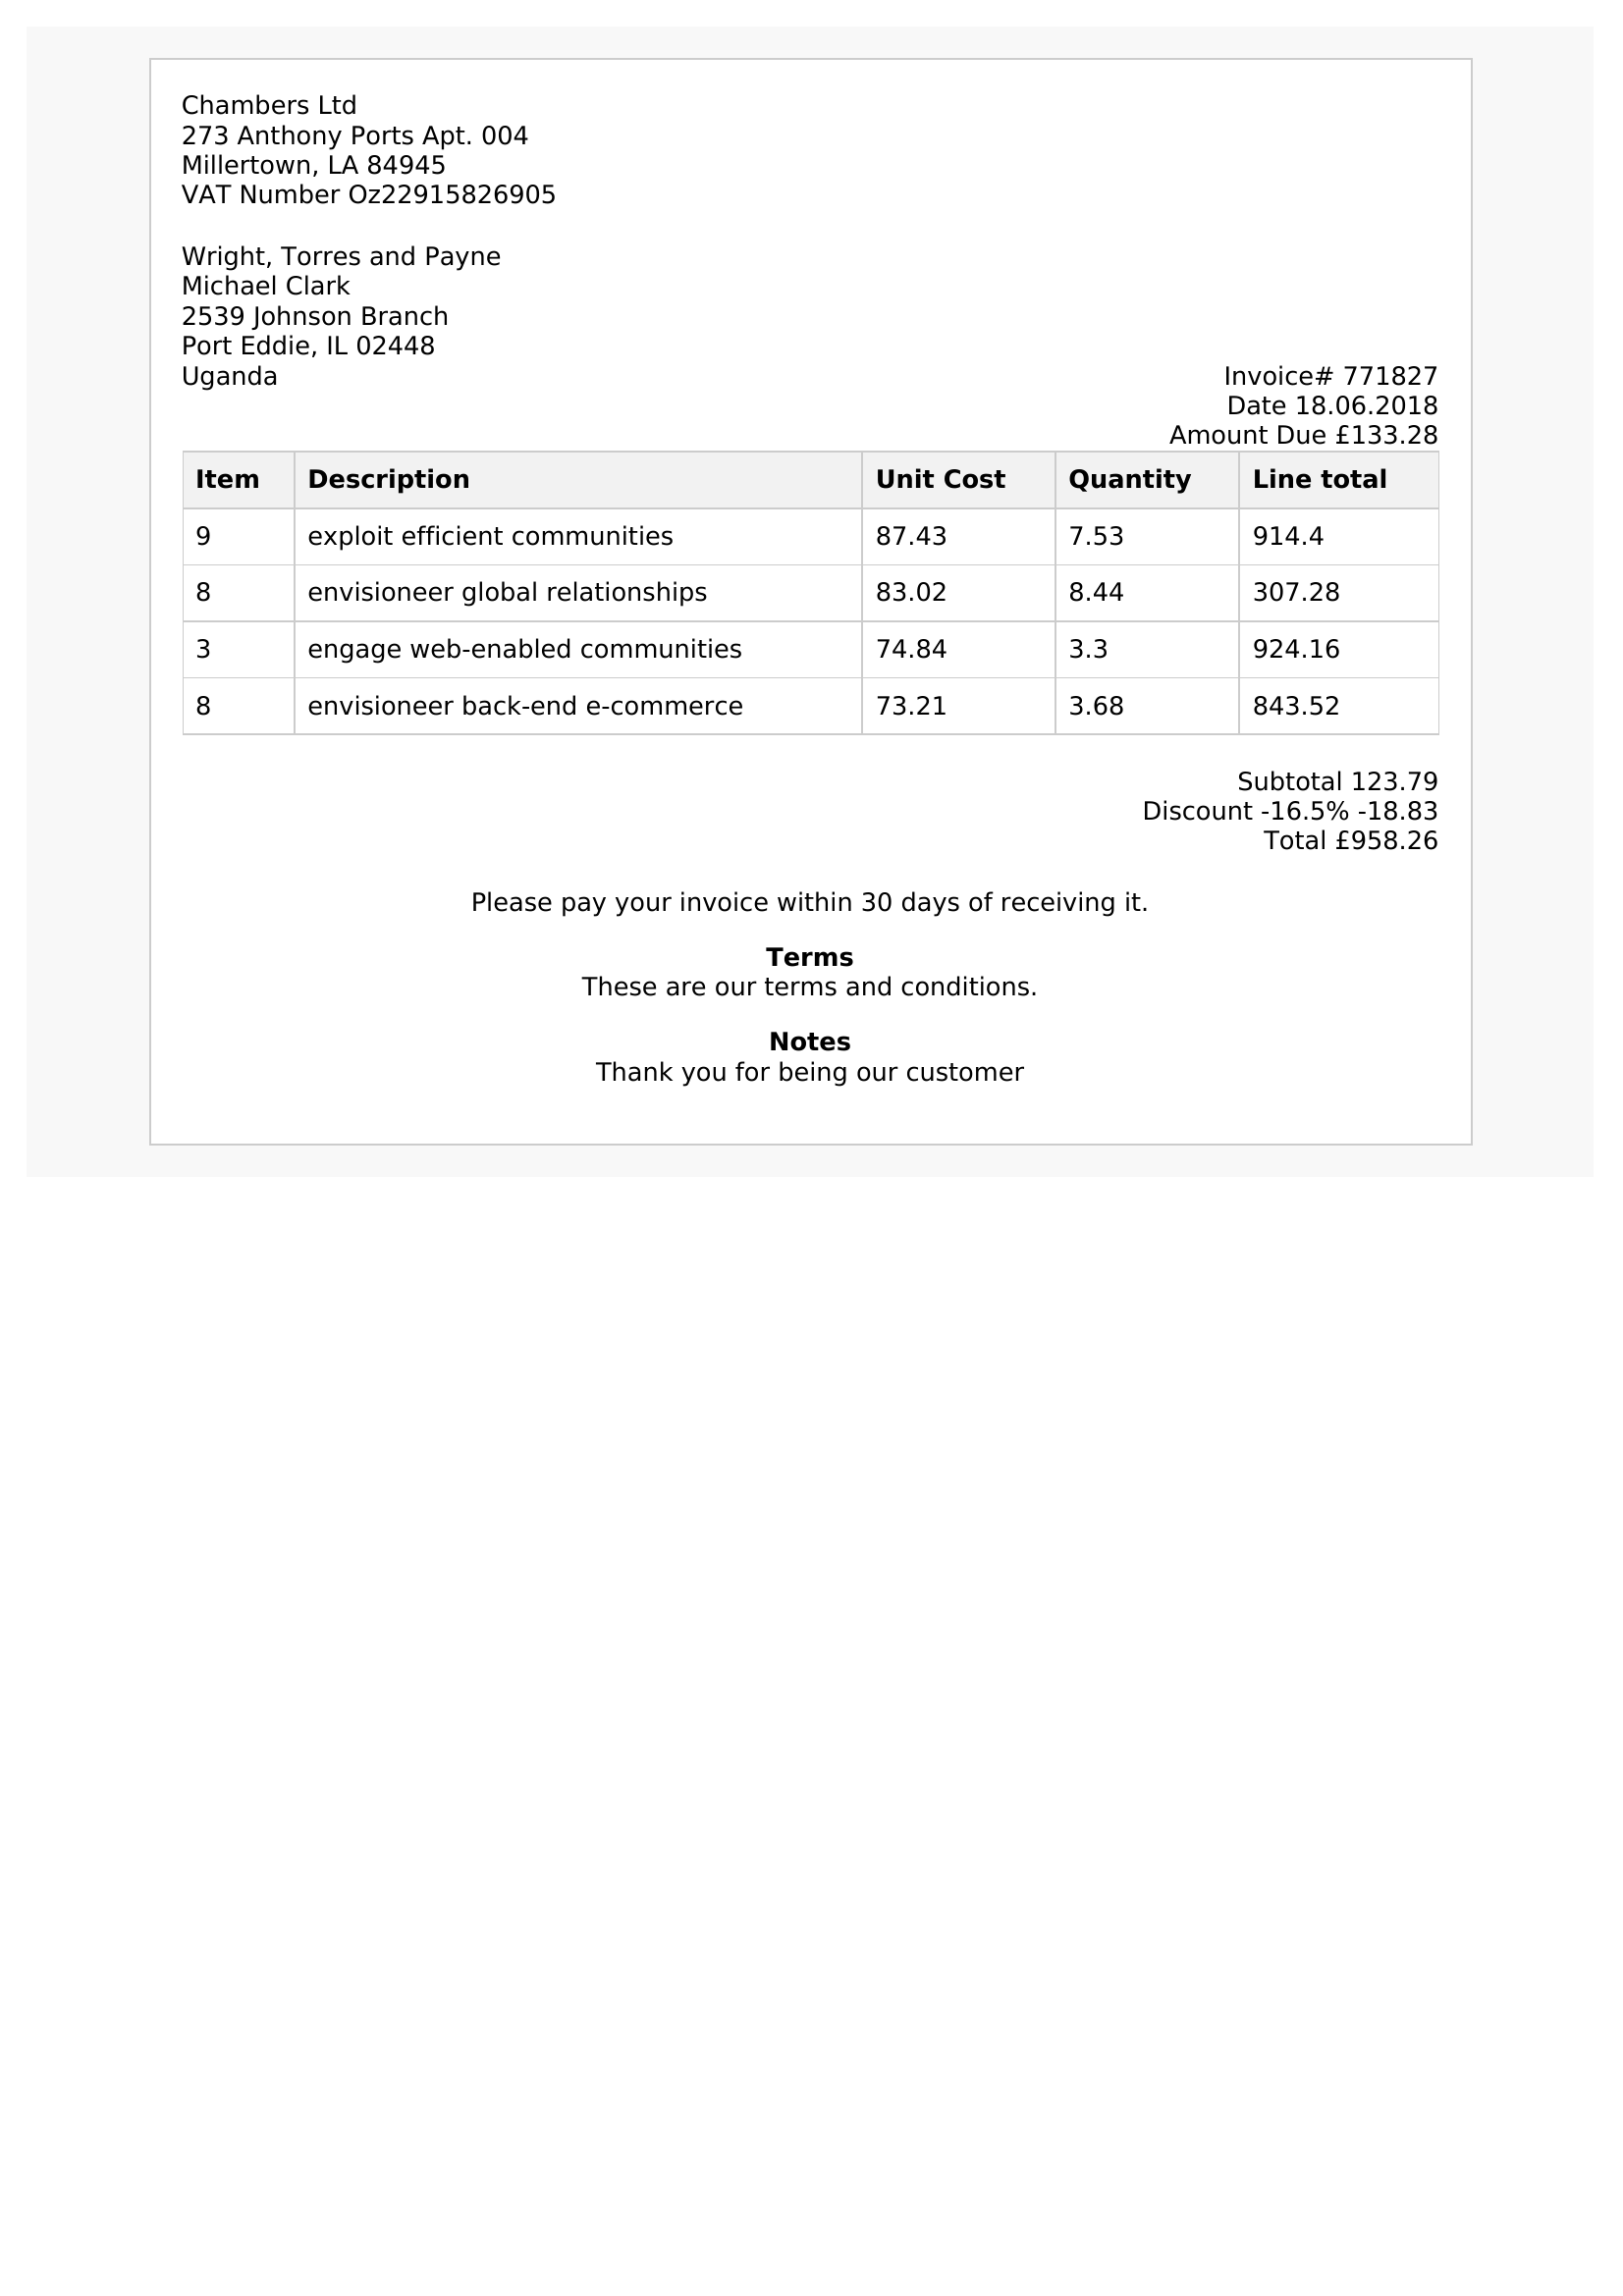 Chambers Ltd
273 Anthony Ports Apt. 004
Millertown, LA 84945
VAT Number Oz22915826905
Wright, Torres and Payne
Michael Clark
2539 Johnson Branch
Port Eddie, IL 02448
Uganda
Invoice# 771827
Date 18.06.2018
Amount Due £133.28
Item Description Unit Cost Quantity Line total
9 exploit efficient communities 87.43 7.53 914.4
8 envisioneer global relationships 83.02 8.44 307.28
3 engage web-enabled communities 74.84 3.3 924.16
8 envisioneer back-end e-commerce 73.21 3.68 843.52
Subtotal 123.79
Discount -16.5% -18.83
Total £958.26
Please pay your invoice within 30 days of receiving it.
Terms
These are our terms and conditions.
Notes
Thank you for being our customer